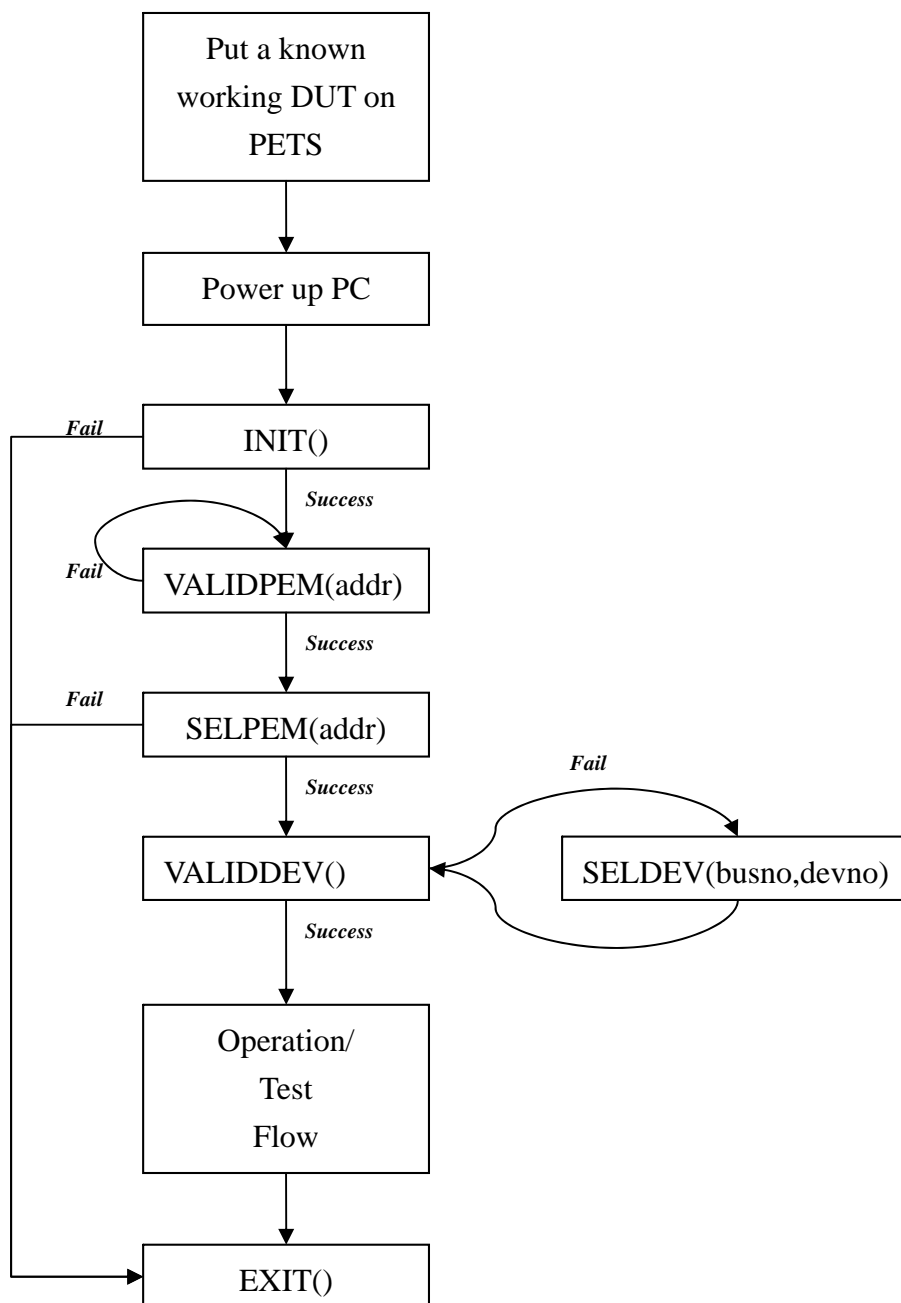 Put a known
working DUT on
PETS
Power up PC
Fail
INIT()
Success
Fail
VALIDPEM(addr)
Success
Fail
SELPEM(addr)
Success
Fail
VALIDDEV()
SELDEV(busno,devno)
Success
Operation/
Test
Flow
EXIT()